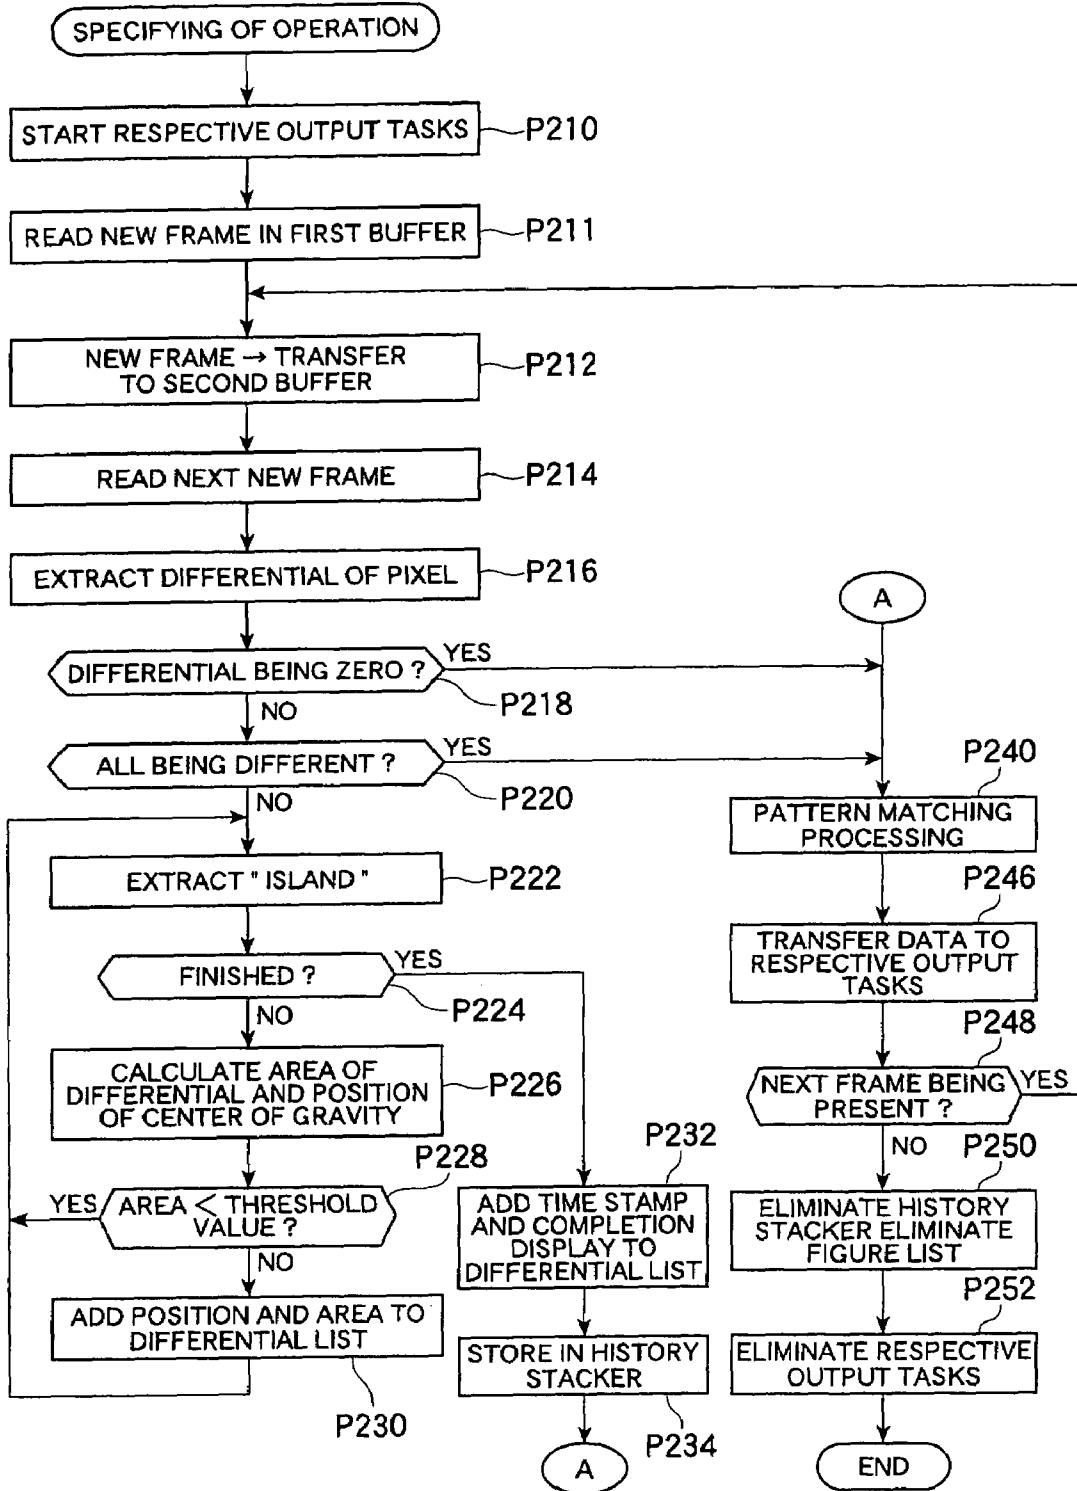 SPECIFYING OF OPERATION
START RESPECTIVE OUTPUT TASKS
P210
READ NEW FRAME IN FIRST BUFFER
P211
NEW FRAME → TRANSFER
TO SECOND BUFFER
P212
READ NEXT NEW FRAME
P214
EXTRACT DIFFERENTIAL OF PIXEL
P216
DIFFERENTIAL BEING ZERO ?
YES
P218
NO
ALL BEING DIFFERENT ?
YES
P220
NO
EXTRACT " ISLAND "
P222
FINISHED ?
YES
P224
NO
CALCULATE AREA OF
DIFFERENTIAL AND POSITION
OF CENTER OF GRAVITY
P226
P228
YES
AREA < THRESHOLD
VALUE ?
NO
ADD POSITION AND AREA TO
DIFFERENTIAL LIST
P230
P232
ADD TIME STAMP
AND COMPLETION
DISPLAY TO
DIFFERENTIAL LIST
STORE IN HISTORY
STACKER
P234
A
A
P240
PATTERN MATCHING
PROCESSING
P246
TRANSFER DATA TO
RESPECTIVE OUTPUT
TASKS
P248
NEXT FRAME BEING
PRESENT ?
YES
NO
P250
ELIMINATE HISTORY
STACKER ELIMINATE
FIGURE LIST
P252
ELIMINATE RESPECTIVE
OUTPUT TASKS
END